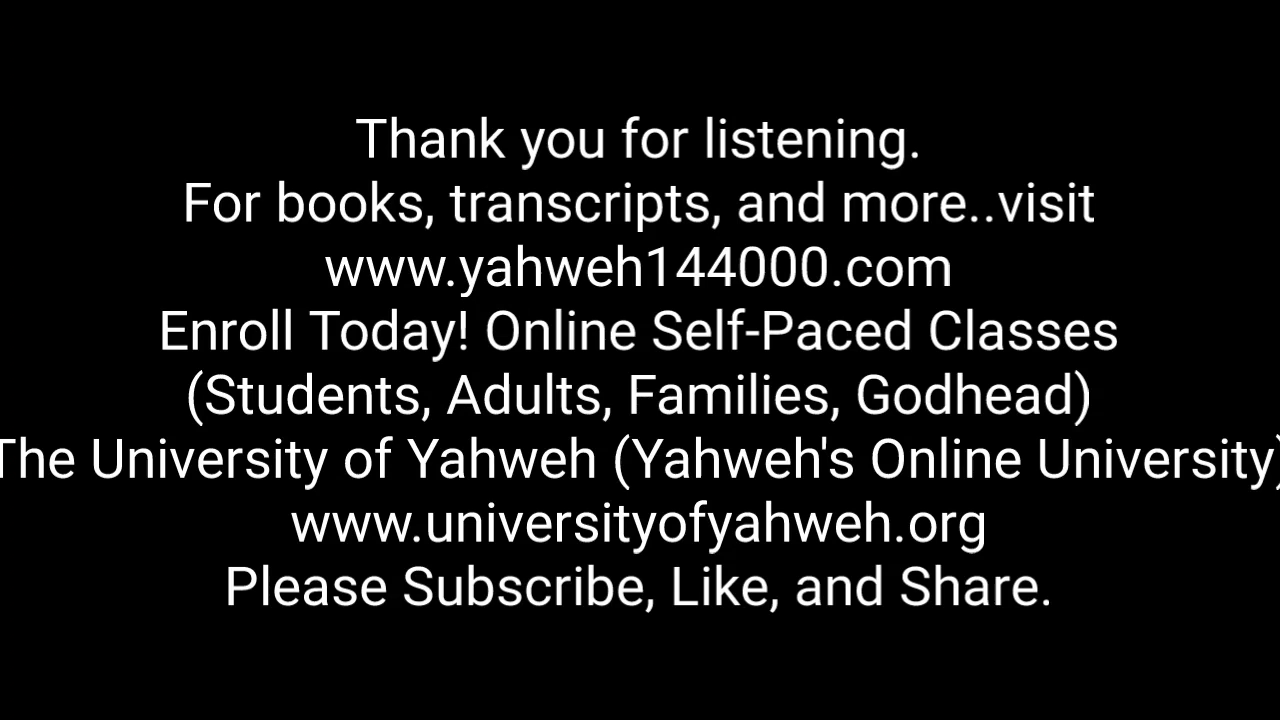 Thank you for listening.
For books, transcripts, and more..visit
www.yahweh144000.com
Enroll Today! Online Self-Paced Classes
(Students, Adults, Families, Godhead)
The University of Yahweh (Yahweh's Online University)
www.universityofyahweh.org
Please Subscribe, Like, and Share.